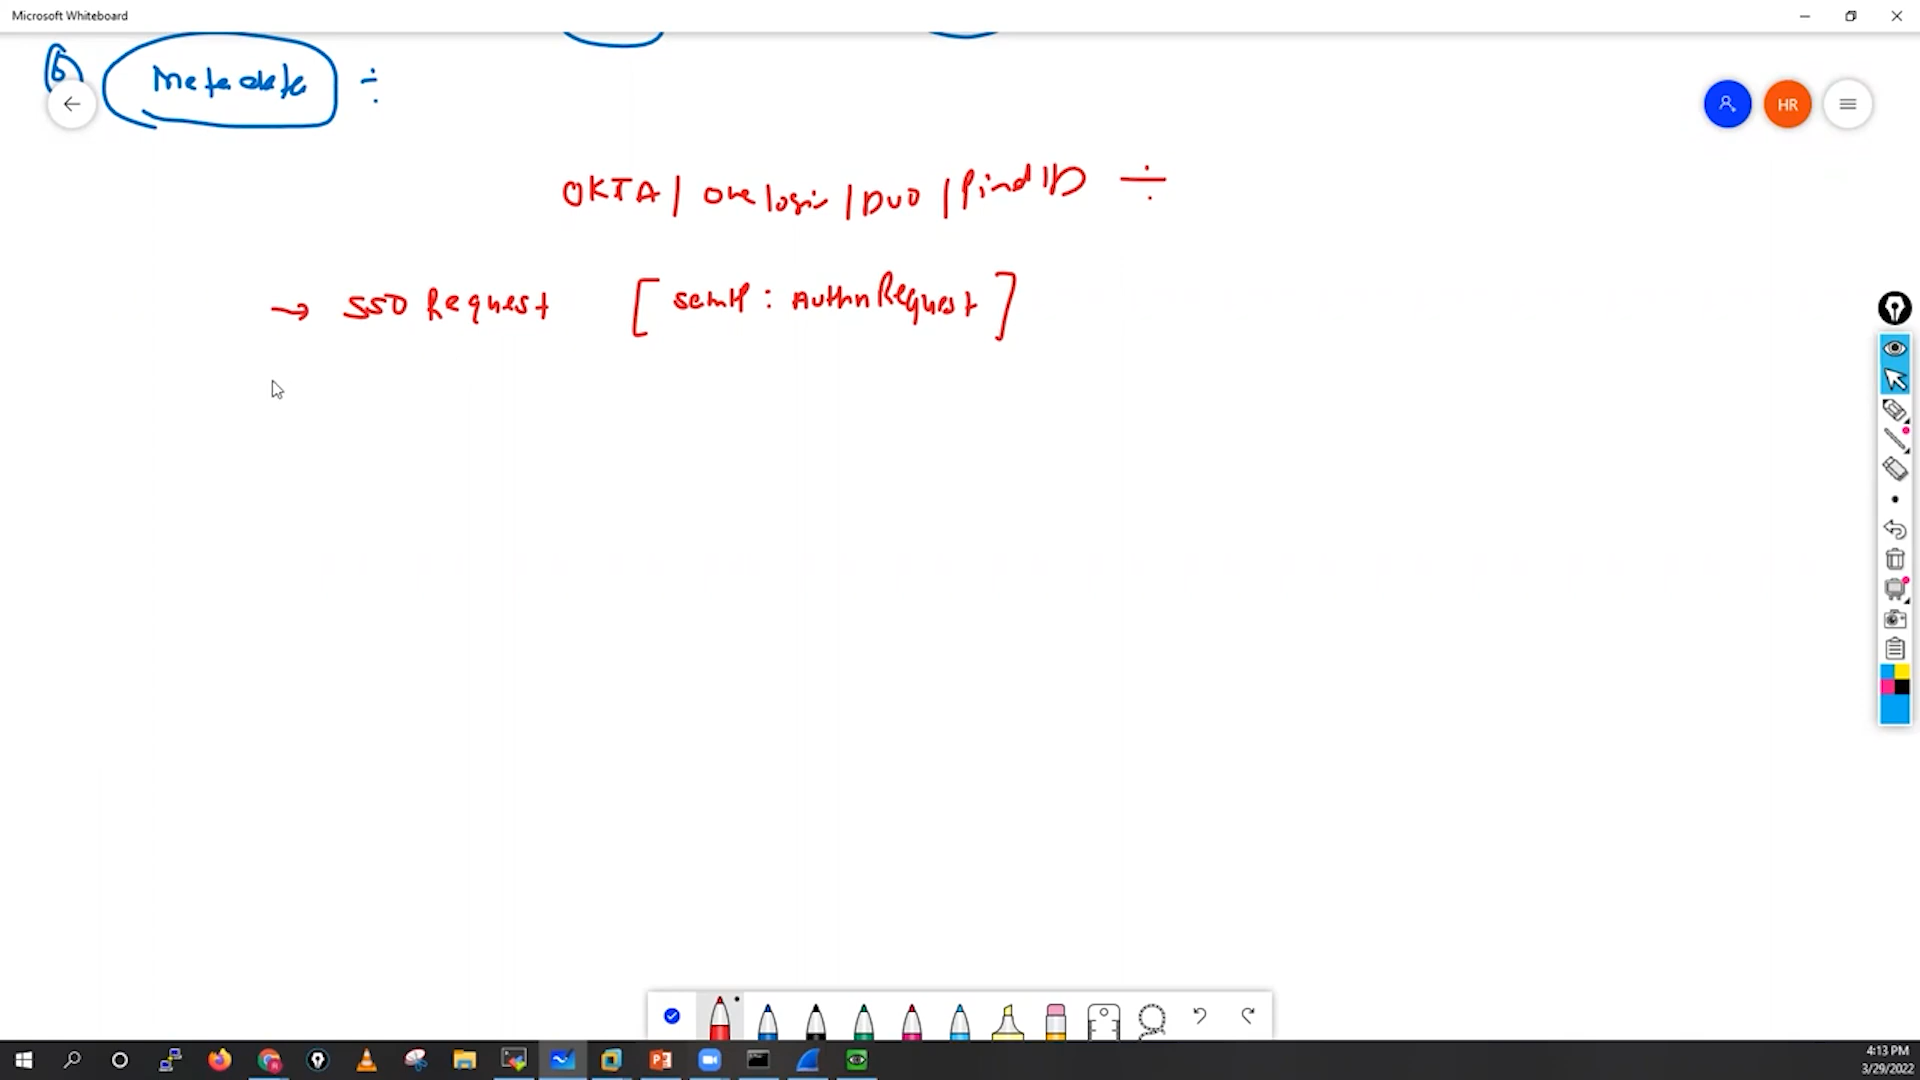 Microsoft Whiteboard
6 Metadata ÷
HR
OKTA / onelogin / DUO / PingID ÷
→ SSO Request [samlp : AuthnRequest]
4:13 PM
3/29/2022